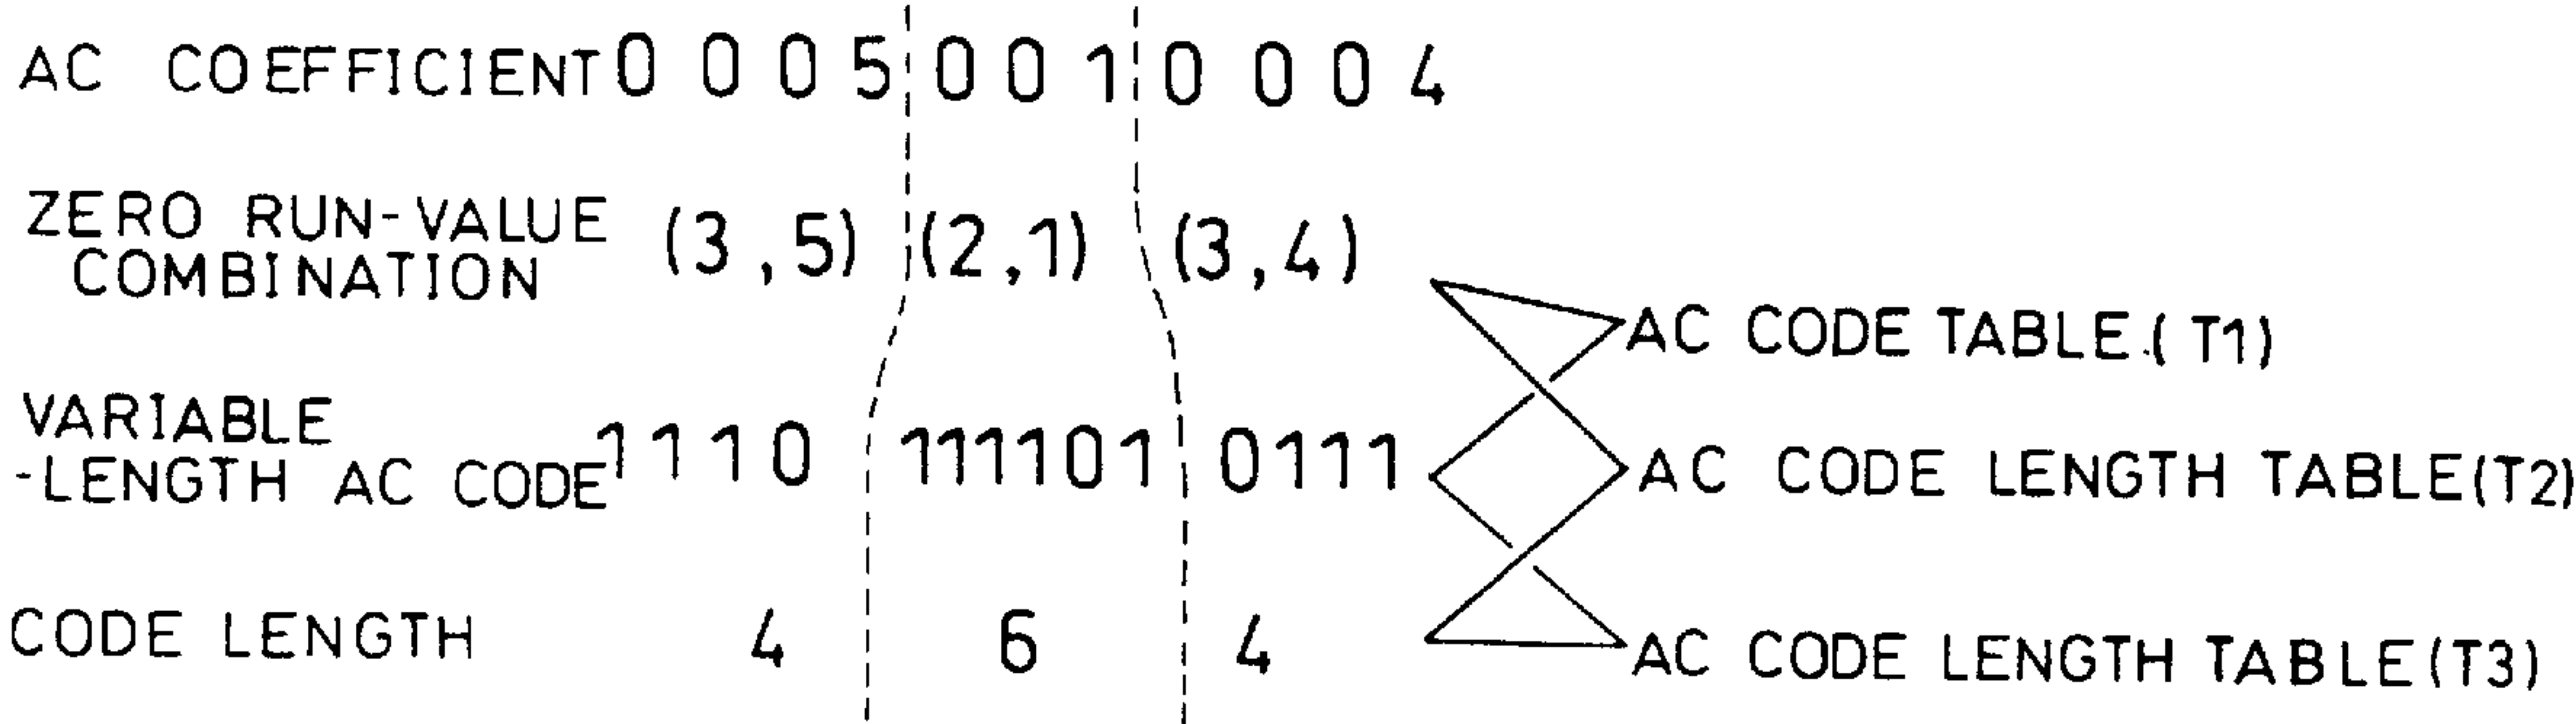 AC COEFFICIENT 0 0 0 5 0 0 1 0 0 0 4
ZERO RUN-VALUE
COMBINATION
(3,5) (2,1) (3,4)
AC CODE TABLE.(T1)
VARIABLE
-LENGTH AC CODE
1110 111101 0111
AC CODE LENGTH TABLE(T2)
CODE LENGTH 4 6 4
AC CODE LENGTH TABLE(T3)